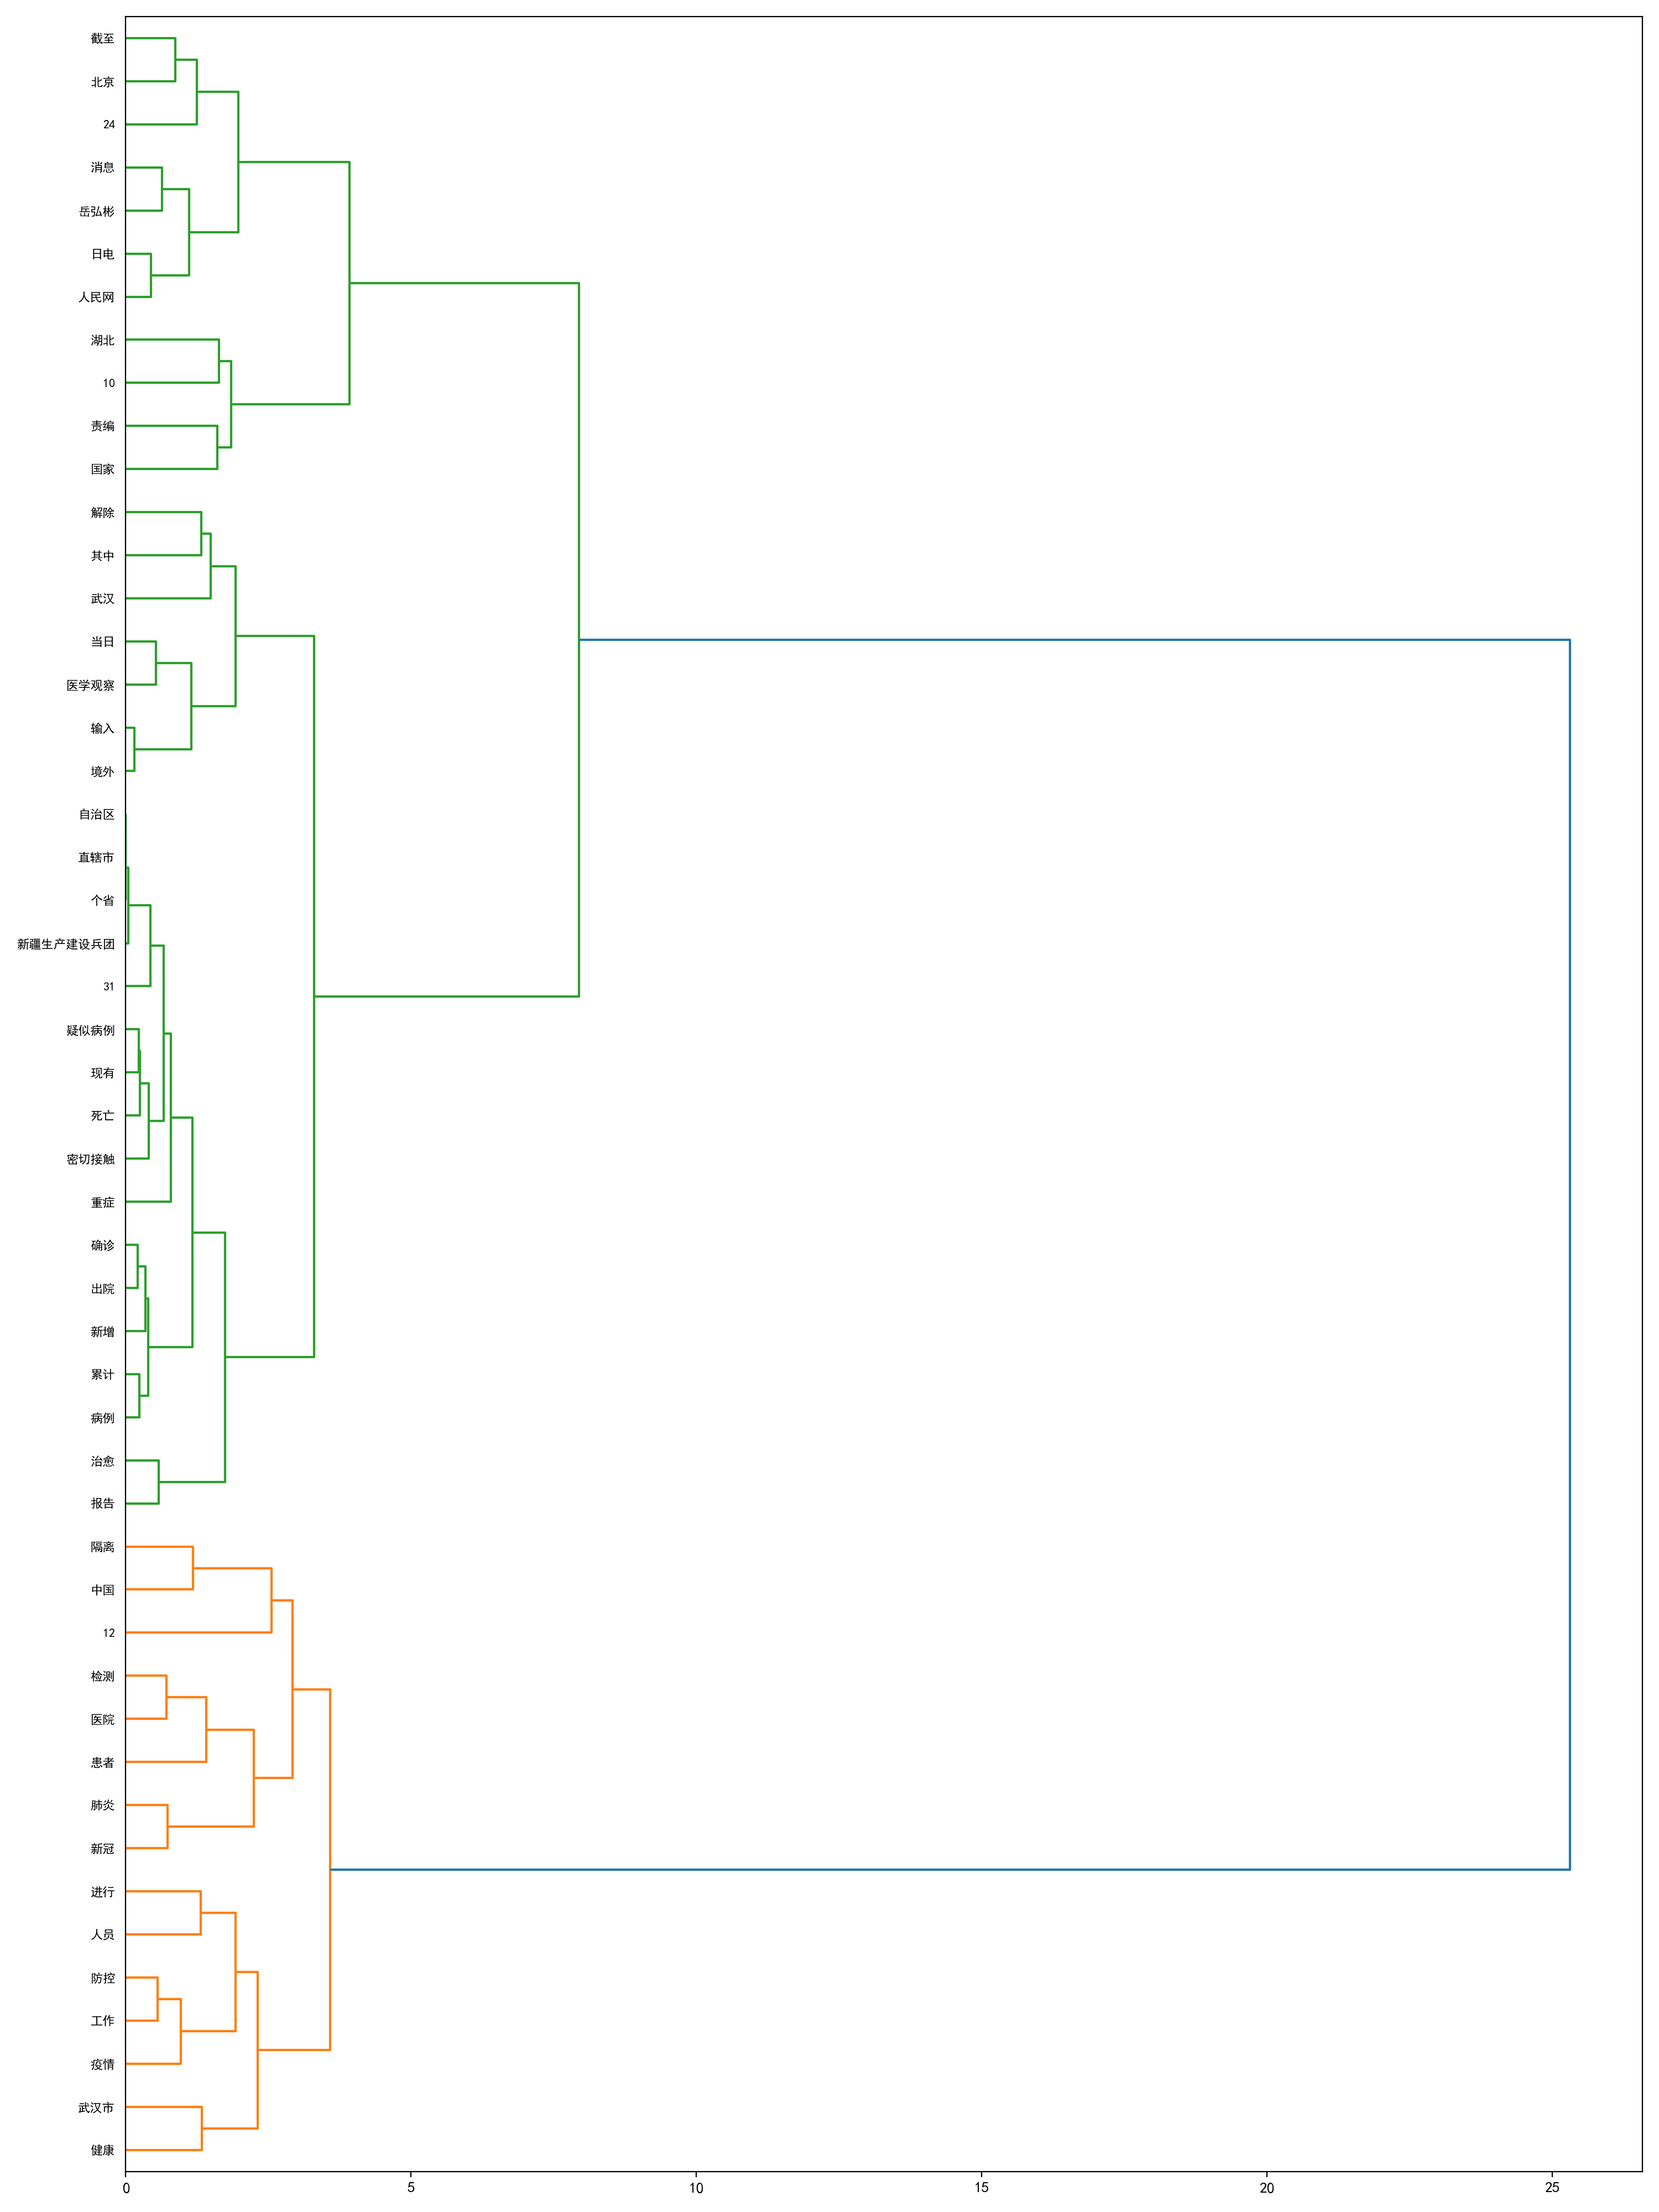 截至
北京
24
消息
岳弘彬
日电
人民网
湖北
10
责编
国家
解除
其中
武汉
当日
医学观察
输入
境外
自治区
直辖市
个省
新疆生产建设兵团
31
疑似病例
现有
死亡
密切接触
重症
确诊
出院
新增
累计
病例
治愈
报告
隔离
中国
12
检测
医院
患者
肺炎
新冠
进行
人员
防控
工作
疫情
武汉市
健康
0 5 10 15 20 25